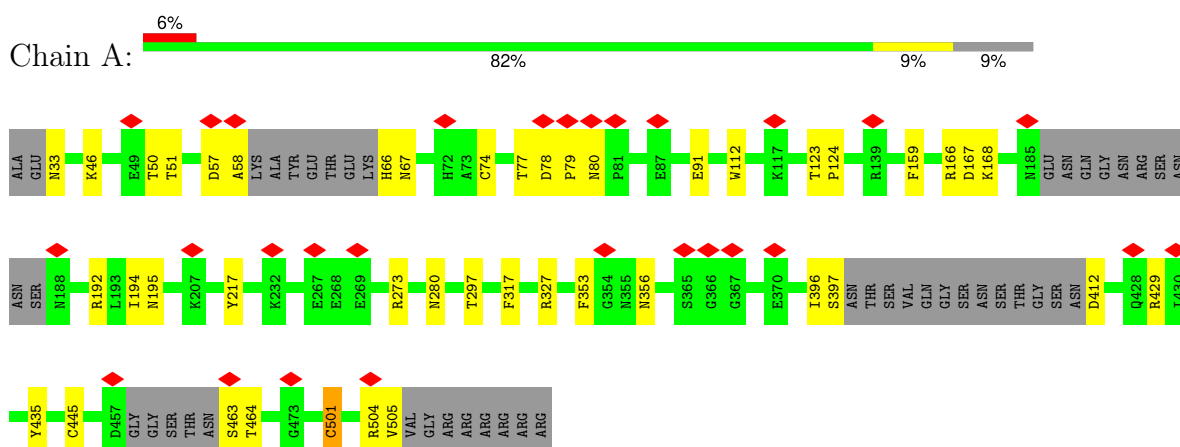 6%
Chain A:
82% 9% 9%
ALA GLU N33 K46 E49 T50 T51 D57 A58 LYS ALA TYR GLU THR GLU LYS H66 N67 H72 A73 C74 T77 D78 P79 N80 P81 E87 E91 W112 K117 T123 P124 R139 F159 R166 D167 K168 N185 GLU ASN GLN GLY ASN ARG SER ASN
ASN SER N188 R192 L193 I194 N195 K207 Y217 K232 E267 E268 E269 R273 N280 T297 F317 R327 F353 G354 N355 N356 S365 G366 G367 E370 I396 S397 ASN THR SER VAL GLN GLY SER ASN SER THR GLY SER ASN D412 Q428 R429 I430
Y435 C445 D457 GLY GLY SER THR ASN S463 T464 G473 C501 R504 V505 VAL GLY ARG ARG ARG ARG ARG ARG